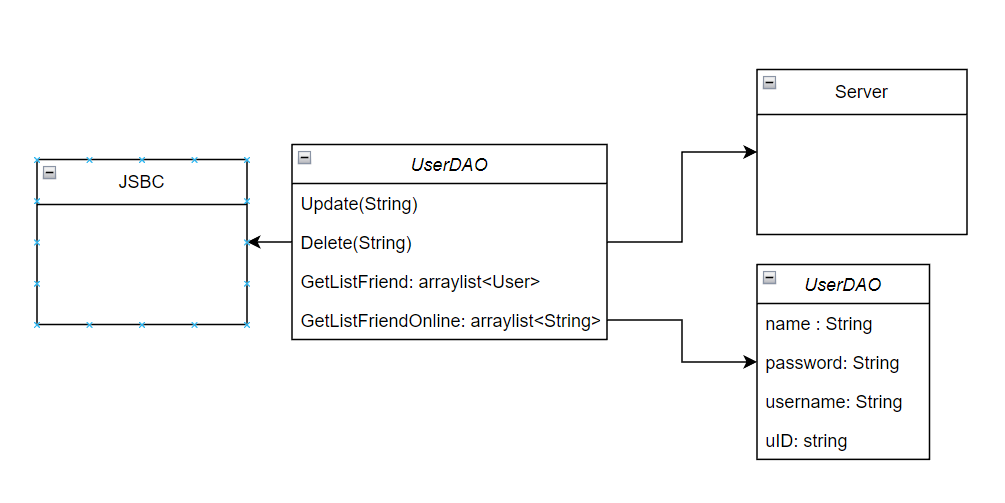 JSBC
UserDAO
Update(String)
Delete(String)
GetListFriend: arraylist<User>
GetListFriendOnline: arraylist<String>
Server
UserDAO
name : String
password: String
username: String
uID: string